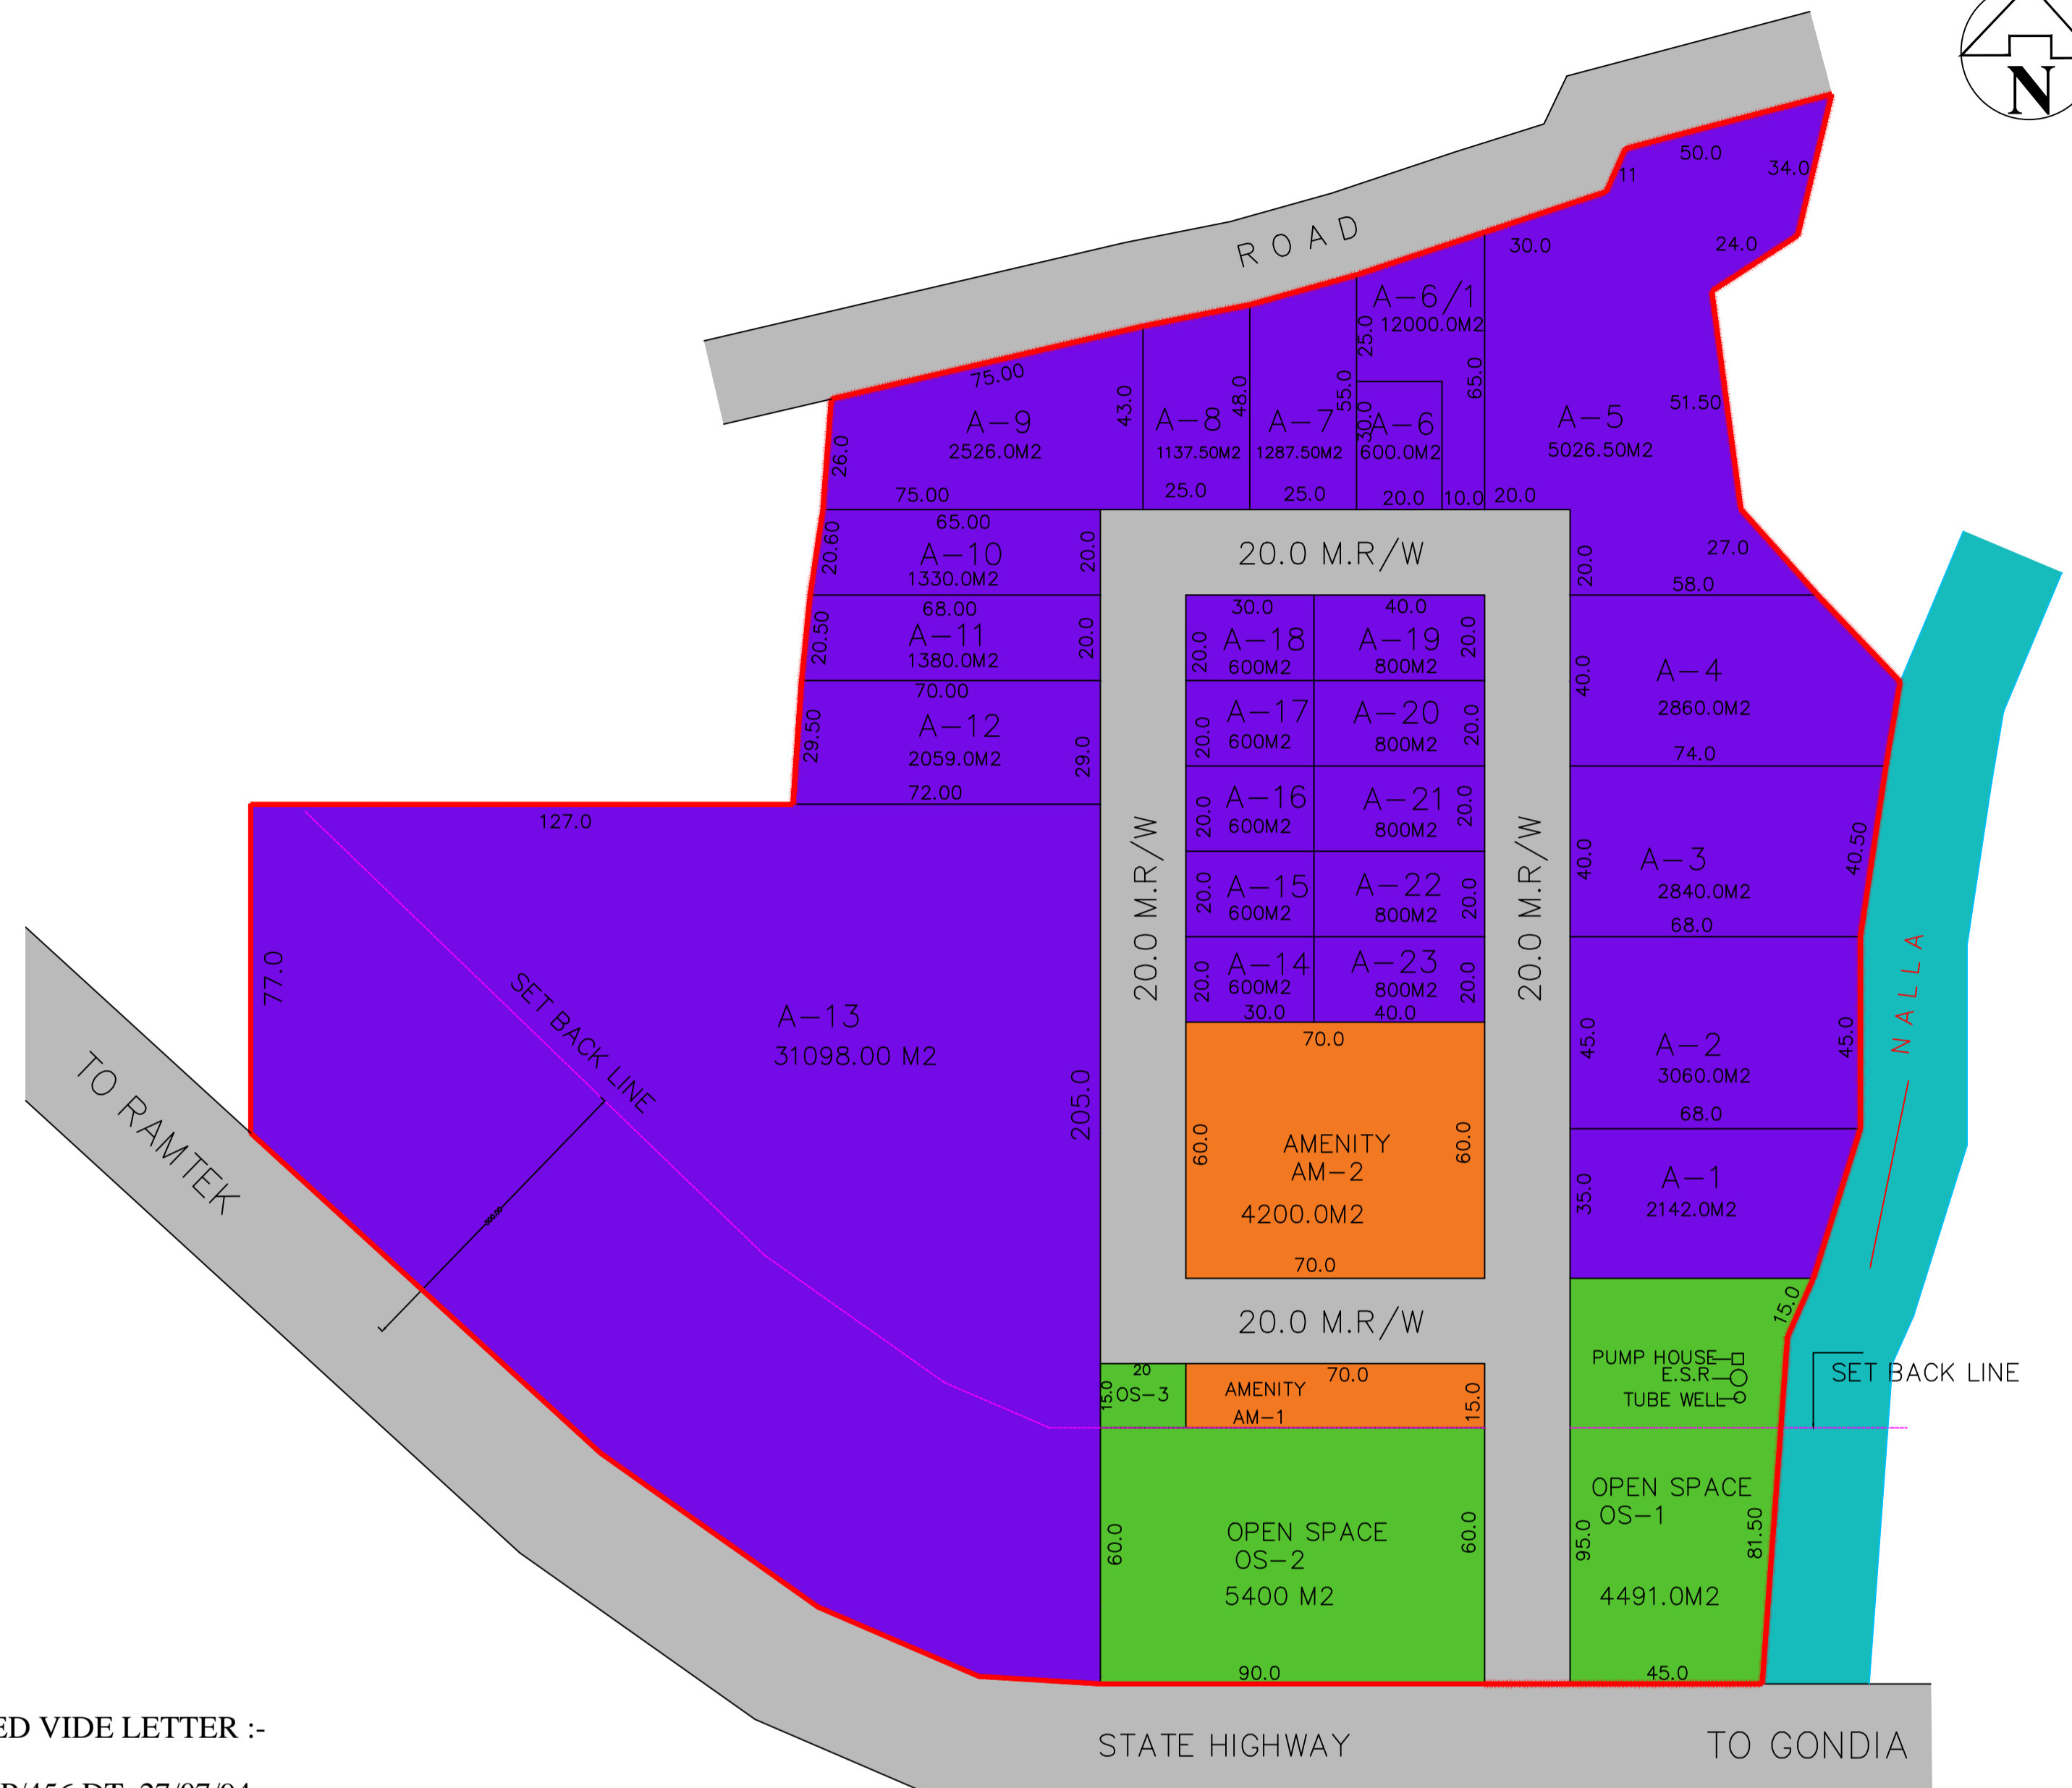 N
ROAD
50.0
11
34.0
30.0
24.0
A-6/1
12000.0M2
25.0
75.00
43.0
48.0
55.0
65.0
51.50
A-9
2526.0M2
26.0
A-8
1137.50M2
A-7
1287.50M2
30.0
A-6
600.0M2
A-5
5026.50M2
75.00
25.0
25.0
20.0
10.0
20.0
65.00
20.60
A-10
1330.0M2
20.0
20.0 M.R/W
20.0
27.0
58.0
68.00
20.50
A-11
1380.0M2
20.0
30.0
40.0
20.0
A-18
600M2
A-19
800M2
20.0
40.0
A-4
2860.0M2
74.0
70.00
29.50
A-12
2059.0M2
29.0
72.00
20.0
A-17
600M2
A-20
800M2
20.0
127.0
20.0
A-16
600M2
A-21
800M2
20.0
20.0 M.R/W
20.0 M.R/W
40.0
A-3
2840.0M2
40.50
68.0
20.0
A-15
600M2
A-22
800M2
20.0
77.0
SET BACK LINE
A-13
31098.00 M2
205.0
20.0
A-14
600M2
30.0
A-23
800M2
40.0
20.0
45.0
A-2
3060.0M2
45.0
68.0
NALLA
70.0
60.0
AMENITY
AM-2
4200.0M2
60.0
70.0
35.0
A-1
2142.0M2
TO RAMTEK
20.0 M.R/W
15.0
PUMP HOUSE
E.S.R
TUBE WELL
SET BACK LINE
20
15.0
OS-3
AMENITY
AM-1
70.0
15.0
60.0
OPEN SPACE
OS-2
5400 M2
60.0
90.0
95.0
OPEN SPACE
OS-1
4491.0M2
81.50
45.0
ED VIDE LETTER :-
STATE HIGHWAY
TO GONDIA